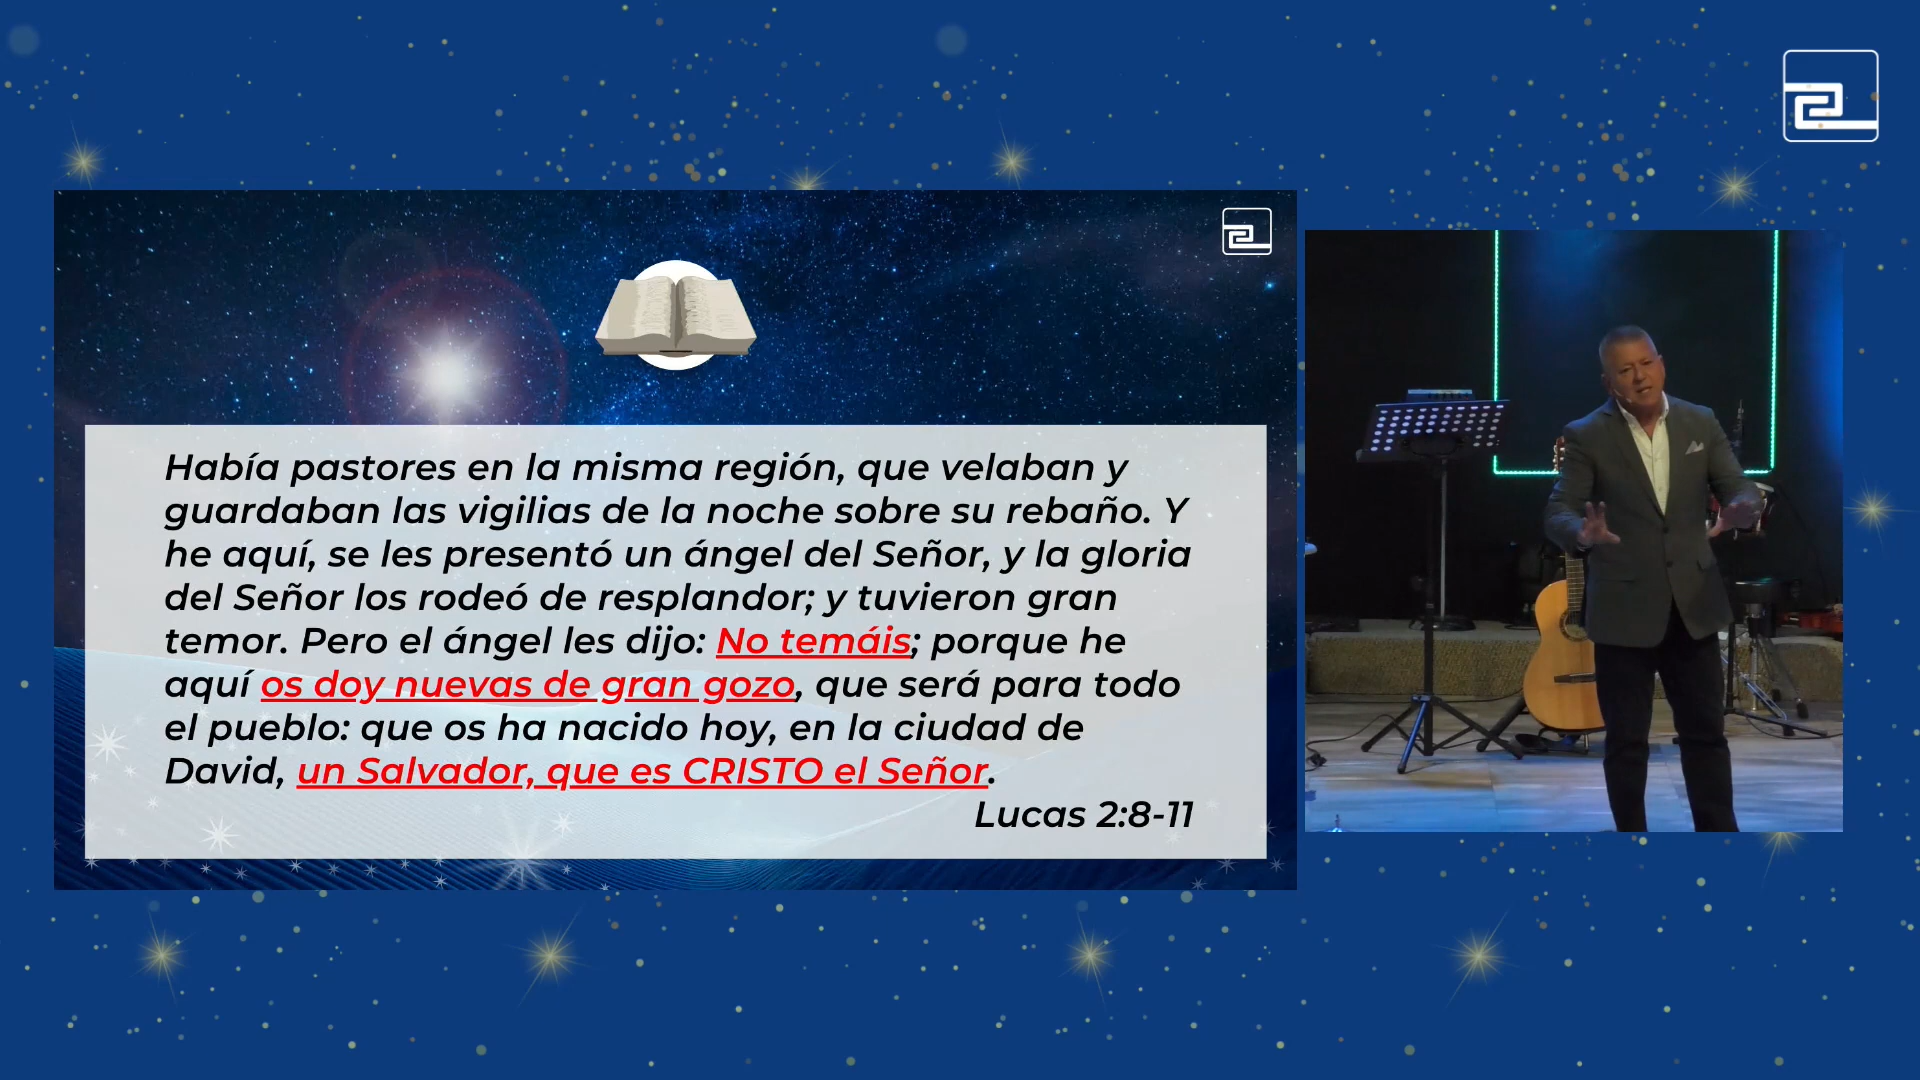 Había pastores en la misma región, que velaban y
guardaban las vigilias de la noche sobre su rebaño. Y
he aquí, se les presentó un ángel del Señor, y la gloria
del Señor los rodeó de resplandor; y tuvieron gran
temor. Pero el ángel les dijo: No temáis; porque he
aquí os doy nuevas de gran gozo, que será para todo
el pueblo: que os ha nacido hoy, en la ciudad de
David, un Salvador, que es CRISTO el Señor.
Lucas 2:8-11